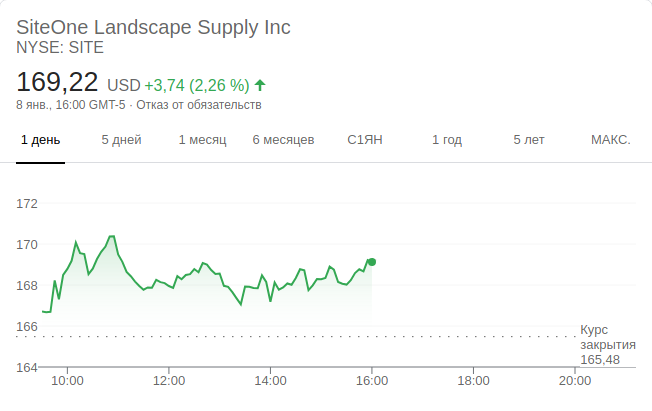 SiteOne Landscape Supply Inc
NYSE: SITE
169,22 USD +3,74 (2,26 %)
8 янв., 16:00 GMT-5 · Отказ от обязательств
1 день 5 дней 1 месяц 6 месяцев С1ЯН 1 год 5 лет МАКС.
172
170
168
166
Курс
закрытия
165,48
164
10:00 12:00 14:00 16:00 18:00 20:00